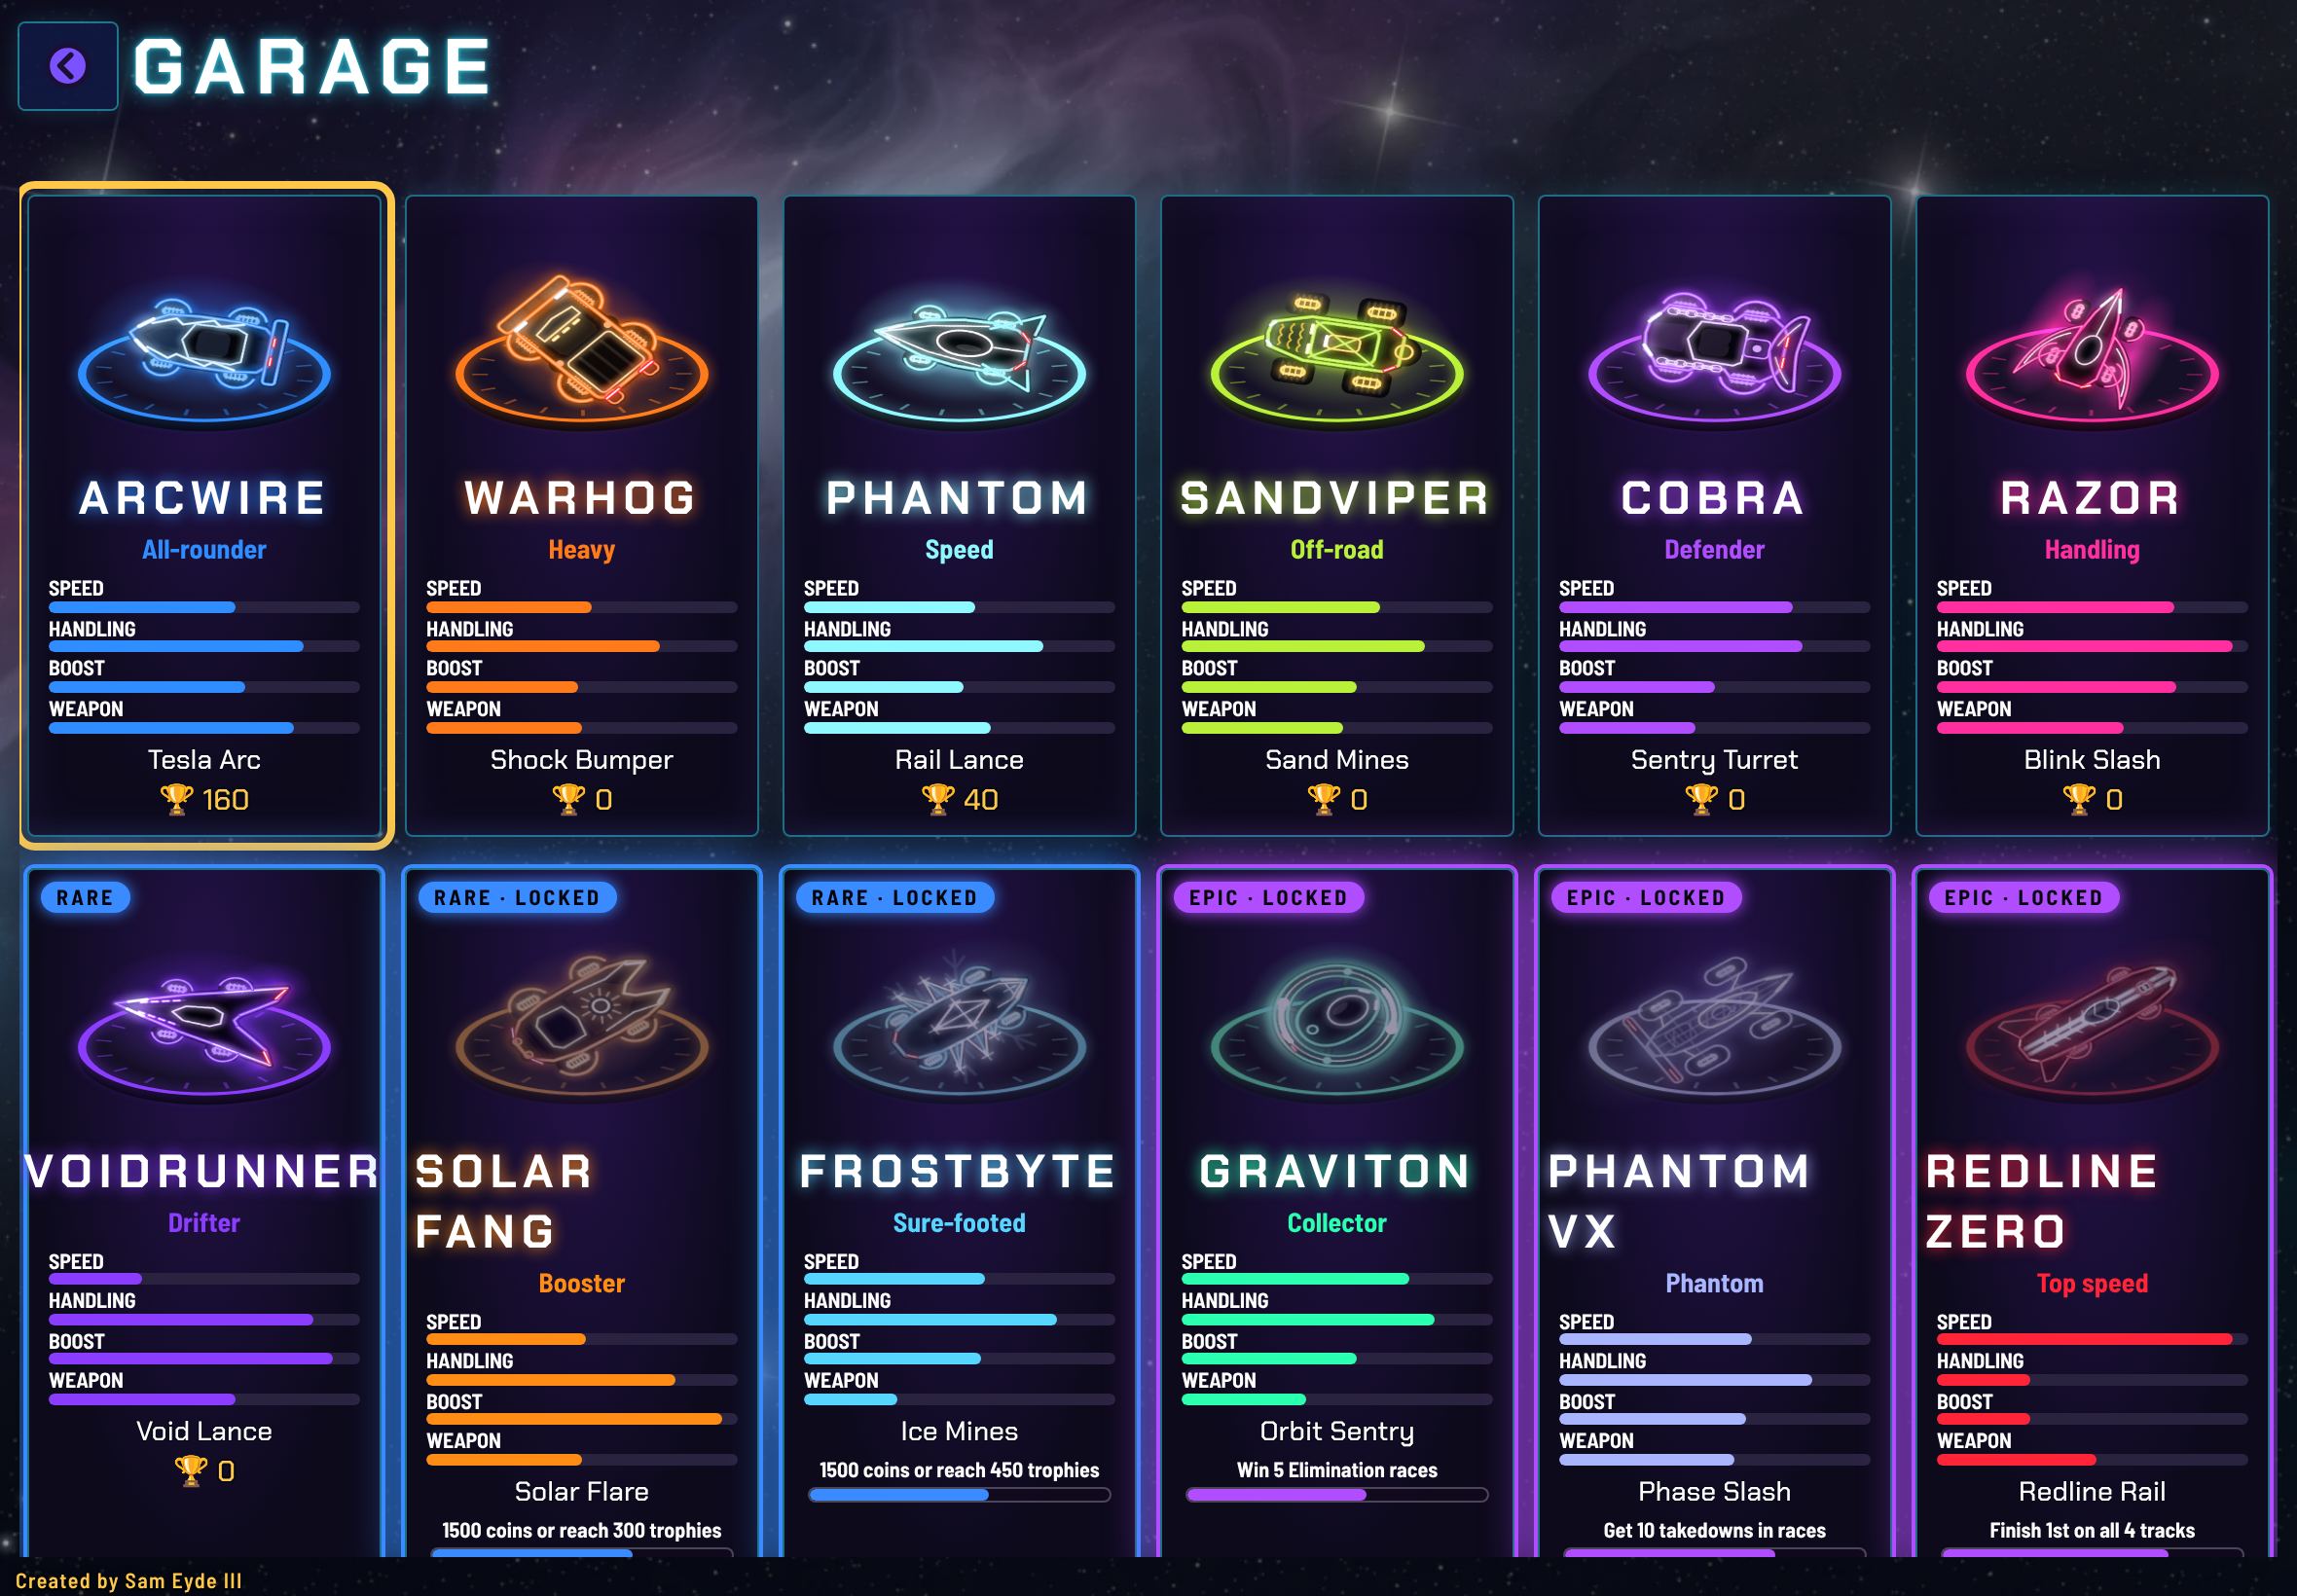 GARAGE
ARCWIRE
All-rounder
SPEED
HANDLING
BOOST
WEAPON
Tesla Arc
🏆 160
WARHOG
Heavy
SPEED
HANDLING
BOOST
WEAPON
Shock Bumper
🏆 0
PHANTOM
Speed
SPEED
HANDLING
BOOST
WEAPON
Rail Lance
🏆 40
SANDVIPER
Off-road
SPEED
HANDLING
BOOST
WEAPON
Sand Mines
🏆 0
COBRA
Defender
SPEED
HANDLING
BOOST
WEAPON
Sentry Turret
🏆 0
RAZOR
Handling
SPEED
HANDLING
BOOST
WEAPON
Blink Slash
🏆 0
RARE
VOIDRUNNER
Drifter
SPEED
HANDLING
BOOST
WEAPON
Void Lance
🏆 0
RARE · LOCKED
SOLAR
FANG
Booster
SPEED
HANDLING
BOOST
WEAPON
Solar Flare
1500 coins or reach 300 trophies
RARE · LOCKED
FROSTBYTE
Sure-footed
SPEED
HANDLING
BOOST
WEAPON
Ice Mines
1500 coins or reach 450 trophies
EPIC · LOCKED
GRAVITON
Collector
SPEED
HANDLING
BOOST
WEAPON
Orbit Sentry
Win 5 Elimination races
EPIC · LOCKED
PHANTOM
VX
Phantom
SPEED
HANDLING
BOOST
WEAPON
Phase Slash
Get 10 takedowns in races
EPIC · LOCKED
REDLINE
ZERO
Top speed
SPEED
HANDLING
BOOST
WEAPON
Redline Rail
Finish 1st on all 4 tracks
Created by Sam Eyde III